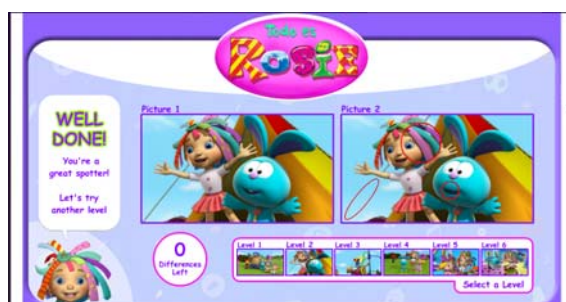 Todo es
ROSIE
WELL
DONE!
You're a
great spotter!
Let's try
another level
Picture 1
Picture 2
0
Differences
Left
Level 1
Level 2
Level 3
Level 4
Level 5
Level 6
Select a Level